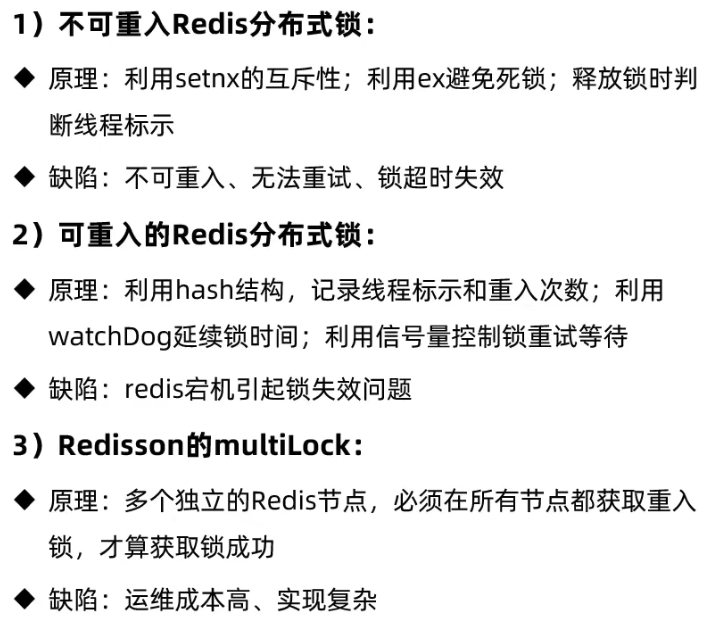 1）不可重入Redis分布式锁：
◆ 原理：利用setnx的互斥性；利用ex避免死锁；释放锁时判
断线程标示
◆ 缺陷：不可重入、无法重试、锁超时失效
2）可重入的Redis分布式锁：
◆ 原理：利用hash结构，记录线程标示和重入次数；利用
watchDog延续锁时间；利用信号量控制锁重试等待
◆ 缺陷：redis宕机引起锁失效问题
3）Redisson的multiLock：
◆ 原理：多个独立的Redis节点，必须在所有节点都获取重入
锁，才算获取锁成功
◆ 缺陷：运维成本高、实现复杂